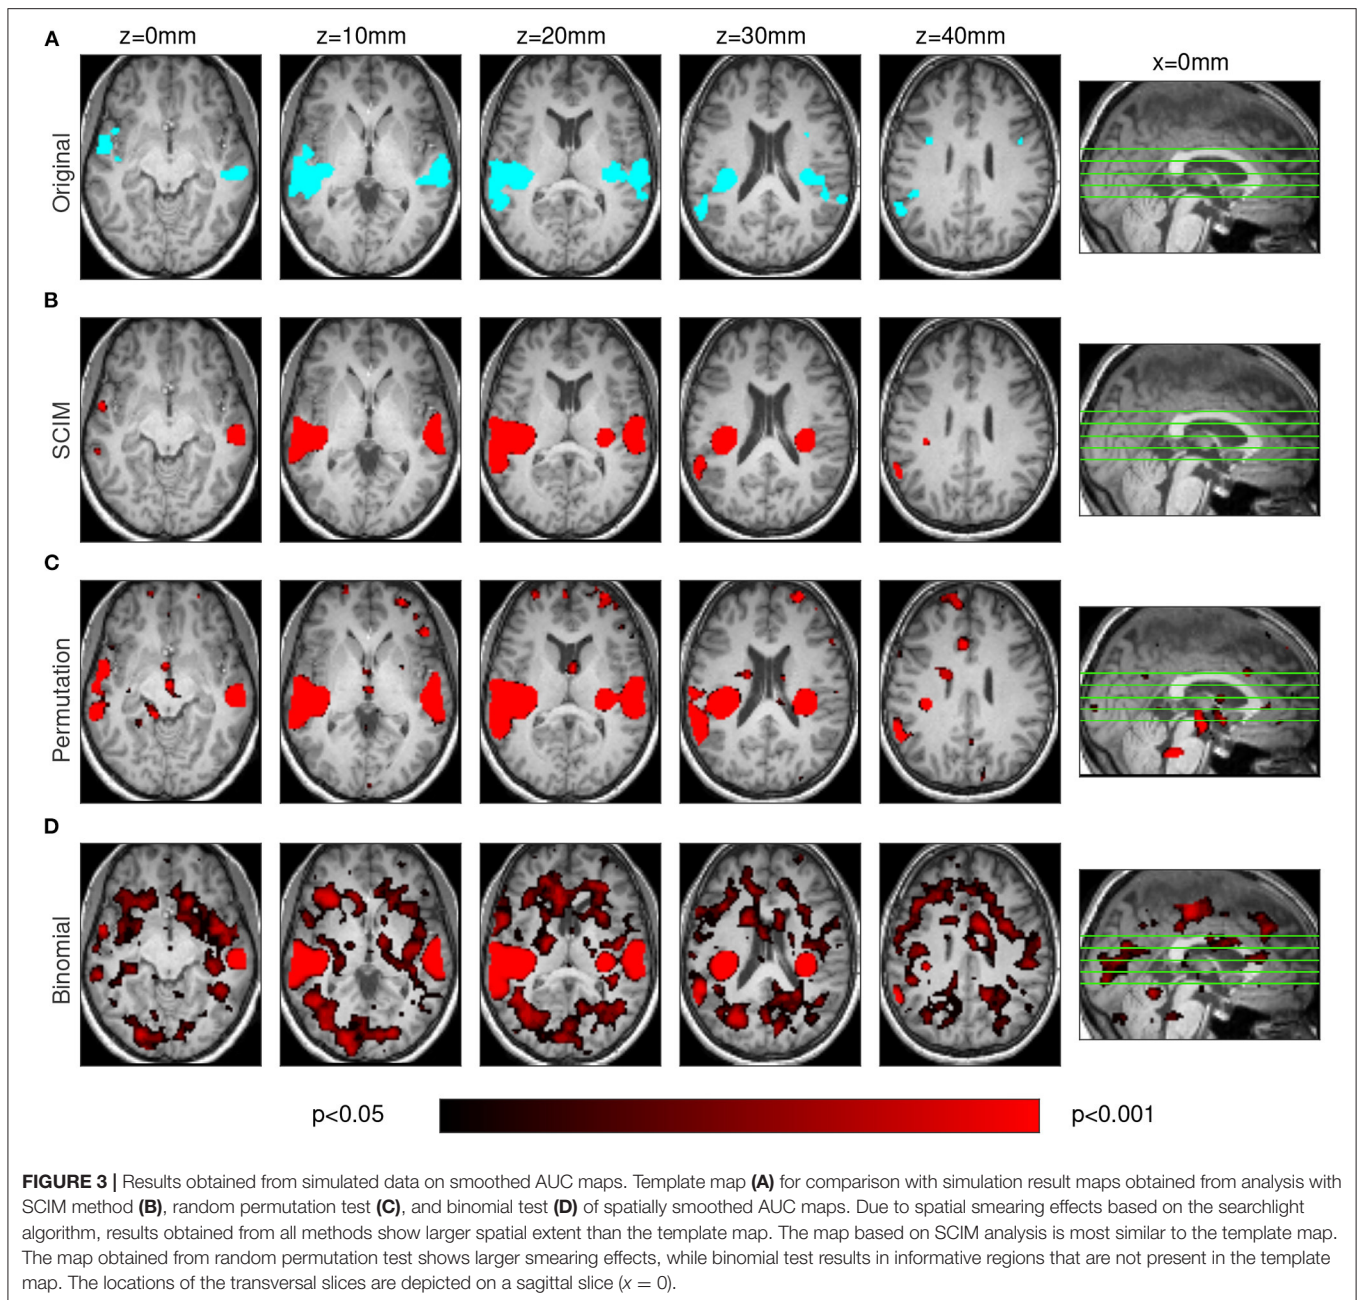 A
z=0mm z=10mm z=20mm z=30mm z=40mm
x=0mm
Original
B
SCIM
C
Permutation
D
Binomial
p<0.05 p<0.001
FIGURE 3 | Results obtained from simulated data on smoothed AUC maps. Template map (A) for comparison with simulation result maps obtained from analysis with
SCIM method (B), random permutation test (C), and binomial test (D) of spatially smoothed AUC maps. Due to spatial smearing effects based on the searchlight
algorithm, results obtained from all methods show larger spatial extent than the template map. The map based on SCIM analysis is most similar to the template map.
The map obtained from random permutation test shows larger smearing effects, while binomial test results in informative regions that are not present in the template
map. The locations of the transversal slices are depicted on a sagittal slice (x = 0).